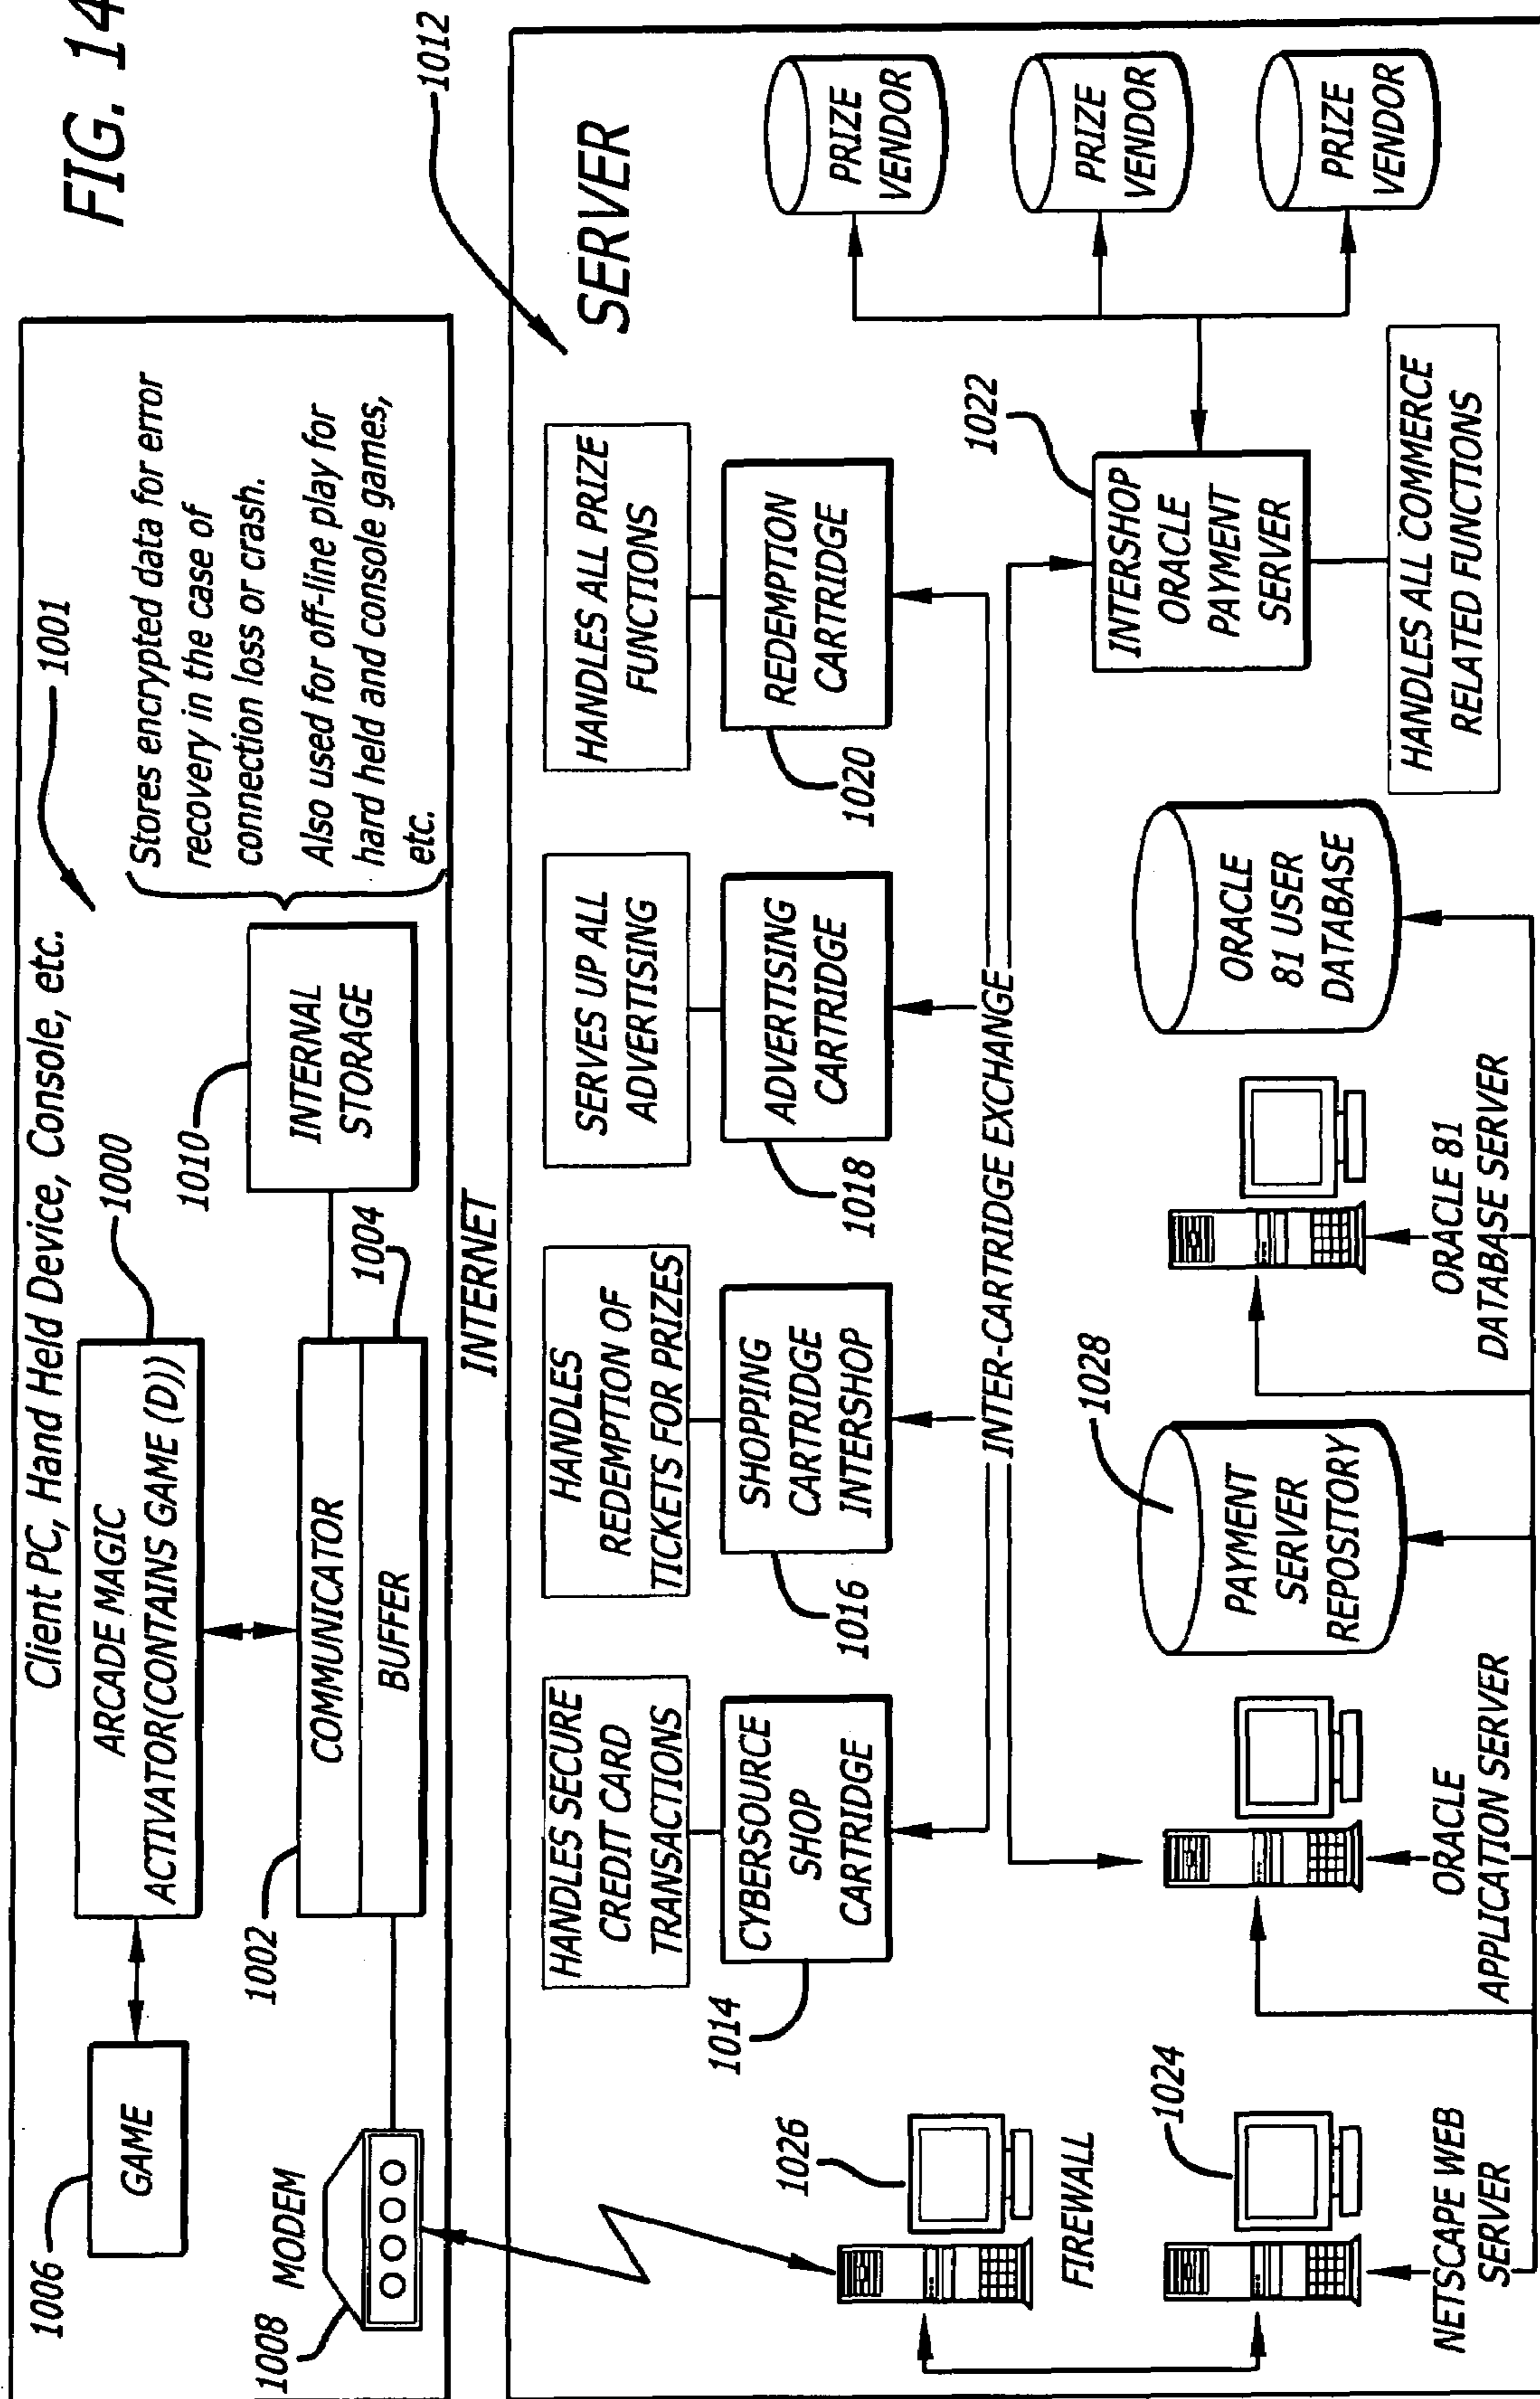 FIG. 14
Client PC, Hand Held Device, Console, etc.
1001
1006
GAME
ARCADE MAGIC
ACTIVATOR(CONTAINS GAME (D)))
1000
1002
COMMUNICATOR
BUFFER
1004
1010
INTERNAL
STORAGE
Stores encrypted data for error
recovery in the case of
connection loss or crash.
Also used for off-line play for
hard held and console games,
etc.
1008
MODEM
INTERNET
1012
SERVER
HANDLES SECURE
CREDIT CARD
TRANSACTIONS
CYBERSOURCE
SHOP
CARTRIDGE
1014
HANDLES
REDEMPTION OF
TICKETS FOR PRIZES
SHOPPING
CARTRIDGE
INTERSHOP
1016
SERVES UP ALL
ADVERTISING
ADVERTISING
CARTRIDGE
1018
HANDLES ALL PRIZE
FUNCTIONS
REDEMPTION
CARTRIDGE
1020
PRIZE
VENDOR
PRIZE
VENDOR
PRIZE
VENDOR
INTER-CARTRIDGE EXCHANGE
1022
INTERSHOP
ORACLE
PAYMENT
SERVER
HANDLES ALL COMMERCE
RELATED FUNCTIONS
1026
FIREWALL
1024
NETSCAPE WEB
SERVER
ORACLE
APPLICATION SERVER
1028
PAYMENT
SERVER
REPOSITORY
ORACLE 81
DATABASE SERVER
ORACLE
81 USER
DATABASE